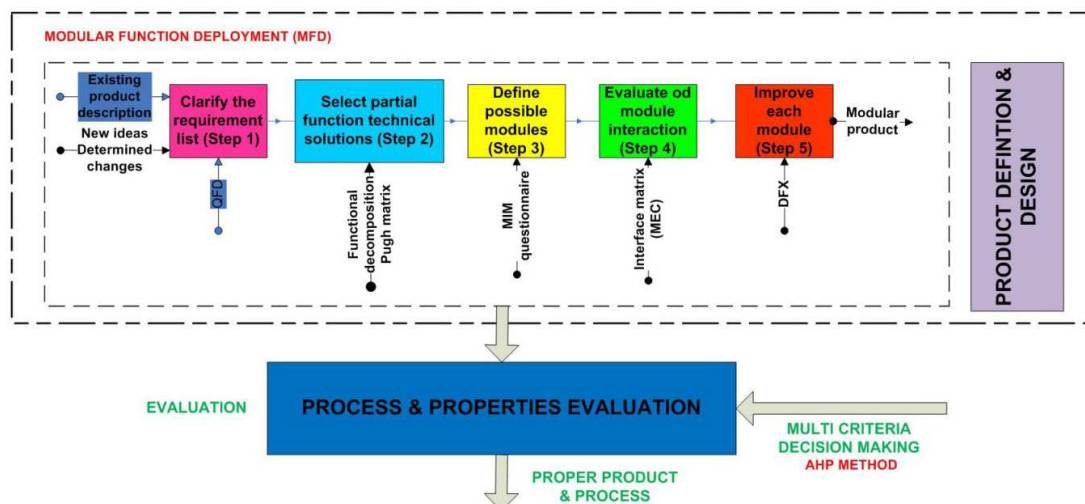 MODULAR FUNCTION DEPLOYMENT (MFD)
Existing
product
description
New ideas
Determined
changes
Clarify the
requirement
list (Step 1)
QFD
Select partial
function technical
solutions (Step 2)
Functional
decomposition
Pugh matrix
Define
possible
modules
(Step 3)
MIM
questionnaire
Evaluate od
module
interaction
(Step 4)
Interface matrix
(MEC)
Improve
each
module
(Step 5)
DFX
Modular
product
PRODUCT DEFINITION &
DESIGN
EVALUATION
PROCESS & PROPERTIES EVALUATION
MULTI CRITERIA
DECISION MAKING
AHP METHOD
PROPER PRODUCT
& PROCESS